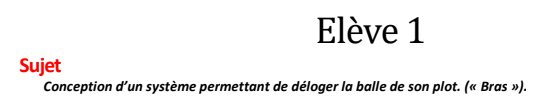 Elève 1
Sujet
Conception d’un système permettant de déloger la balle de son plot. (« Bras »).